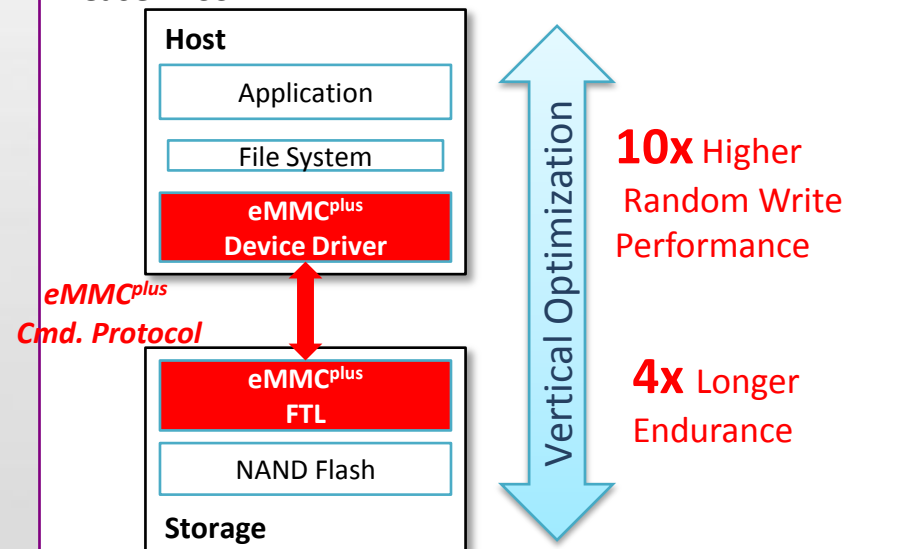 Host
Application
File System
eMMCplus
Device Driver
eMMCplus
Cmd. Protocol
eMMCplus
FTL
NAND Flash
Storage
Vertical Optimization
10x Higher
Random Write
Performance
4x Longer
Endurance